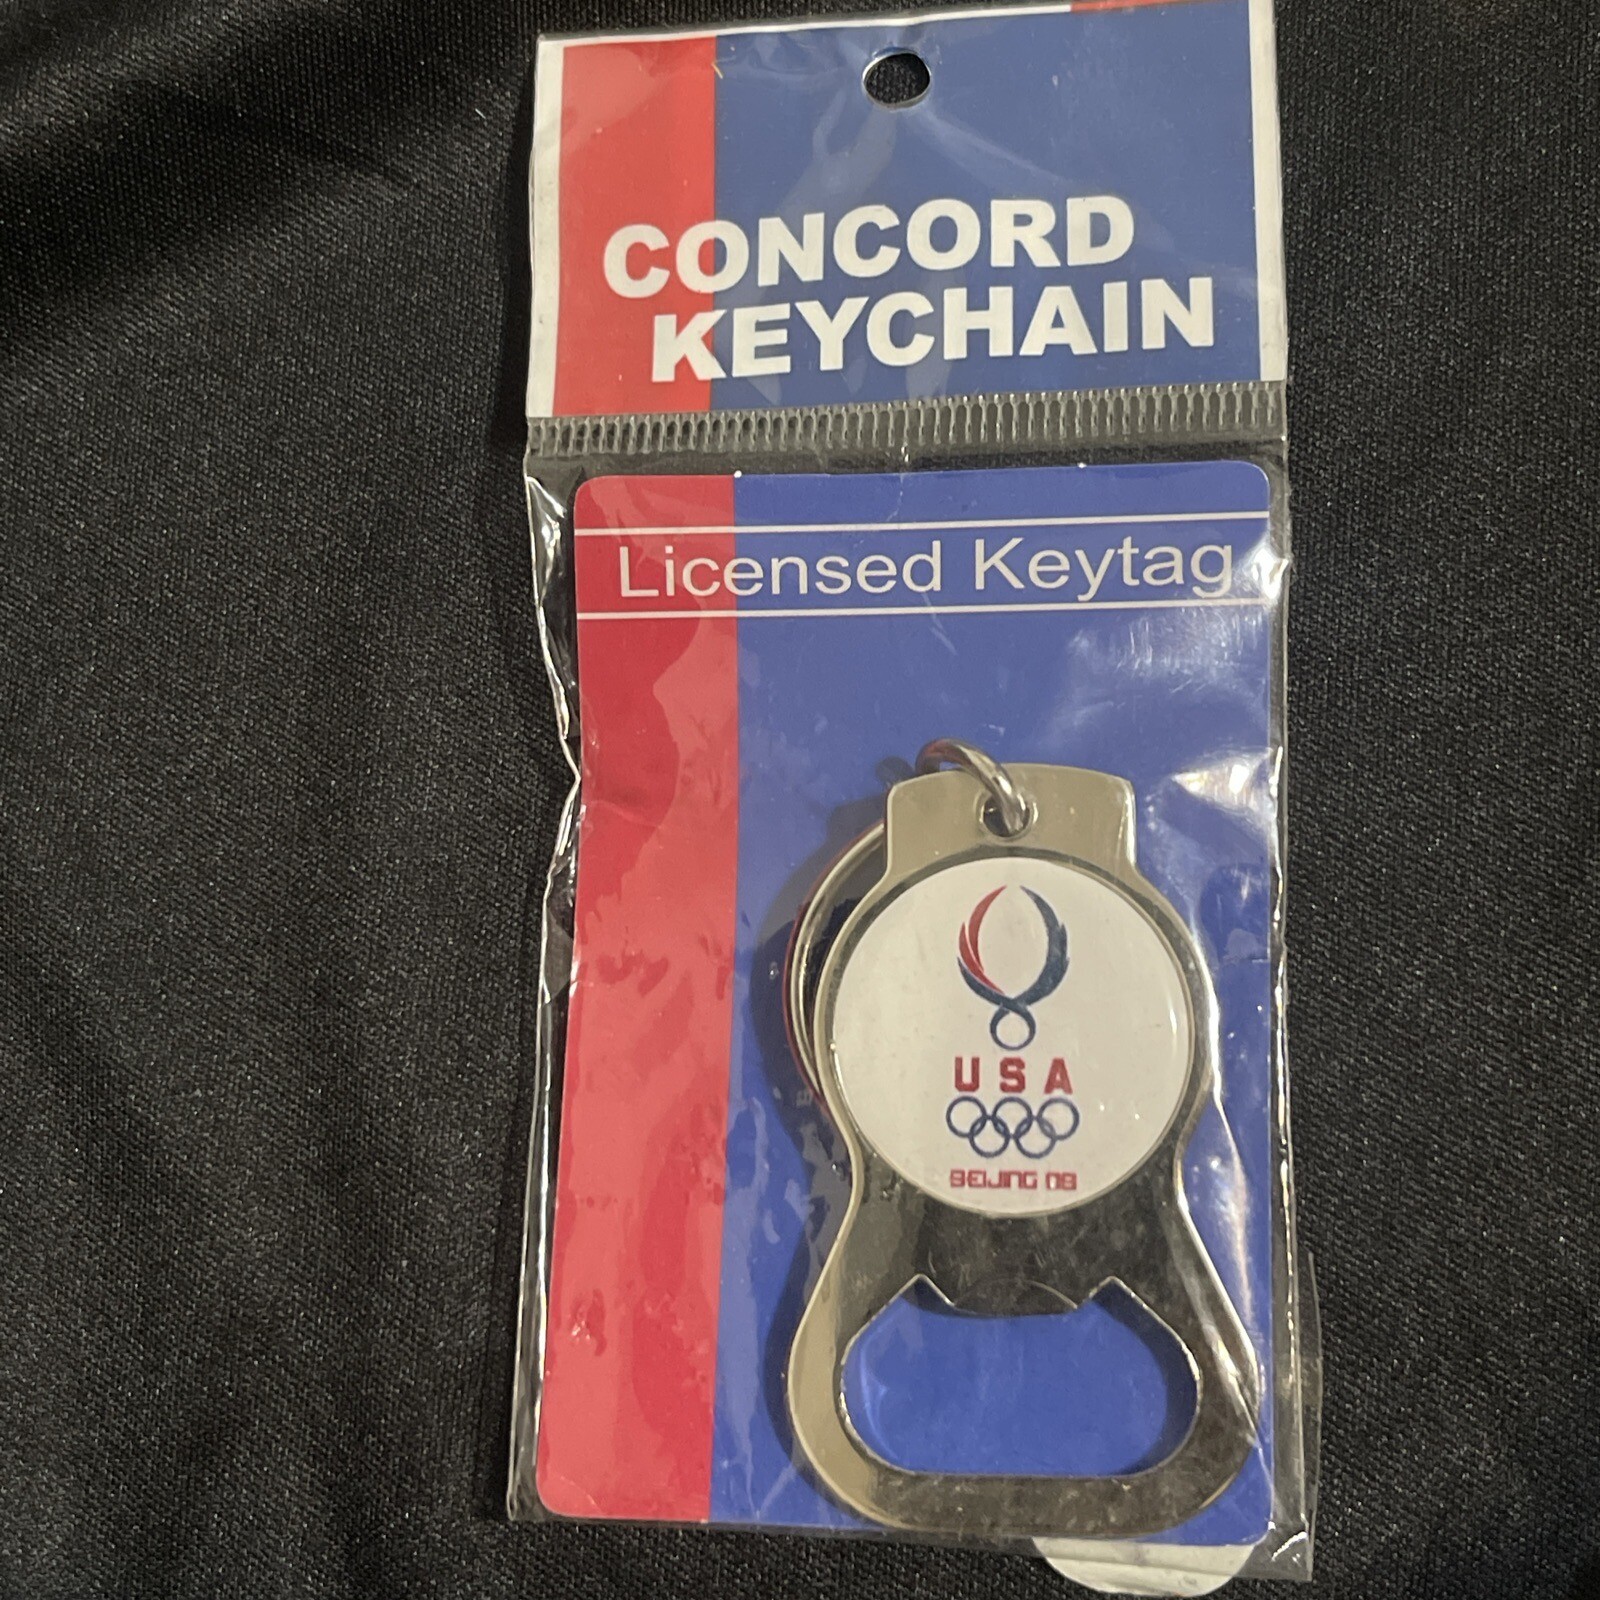 CONCORD
KEYCHAIN
Licensed Keytag
USA
BEIJING 08